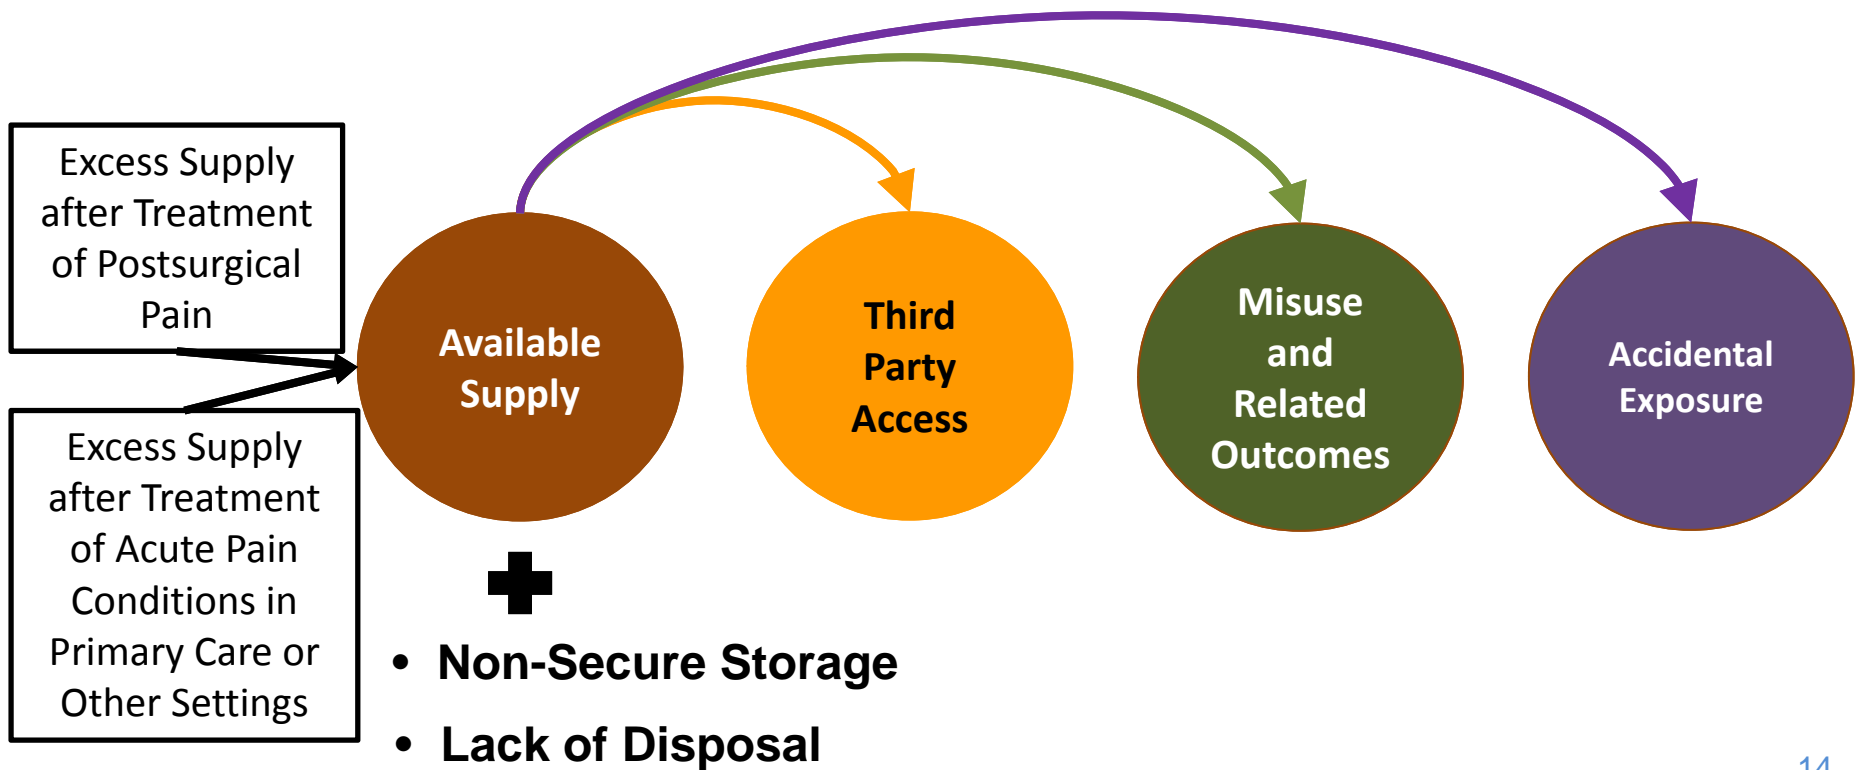 Excess Supply
after Treatment
of Postsurgical
Pain
Excess Supply
after Treatment
of Acute Pain
Conditions in
Primary Care or
Other Settings
Available
Supply
Third
Party
Access
Misuse
and
Related
Outcomes
Accidental
Exposure
• Non-Secure Storage
• Lack of Disposal
14